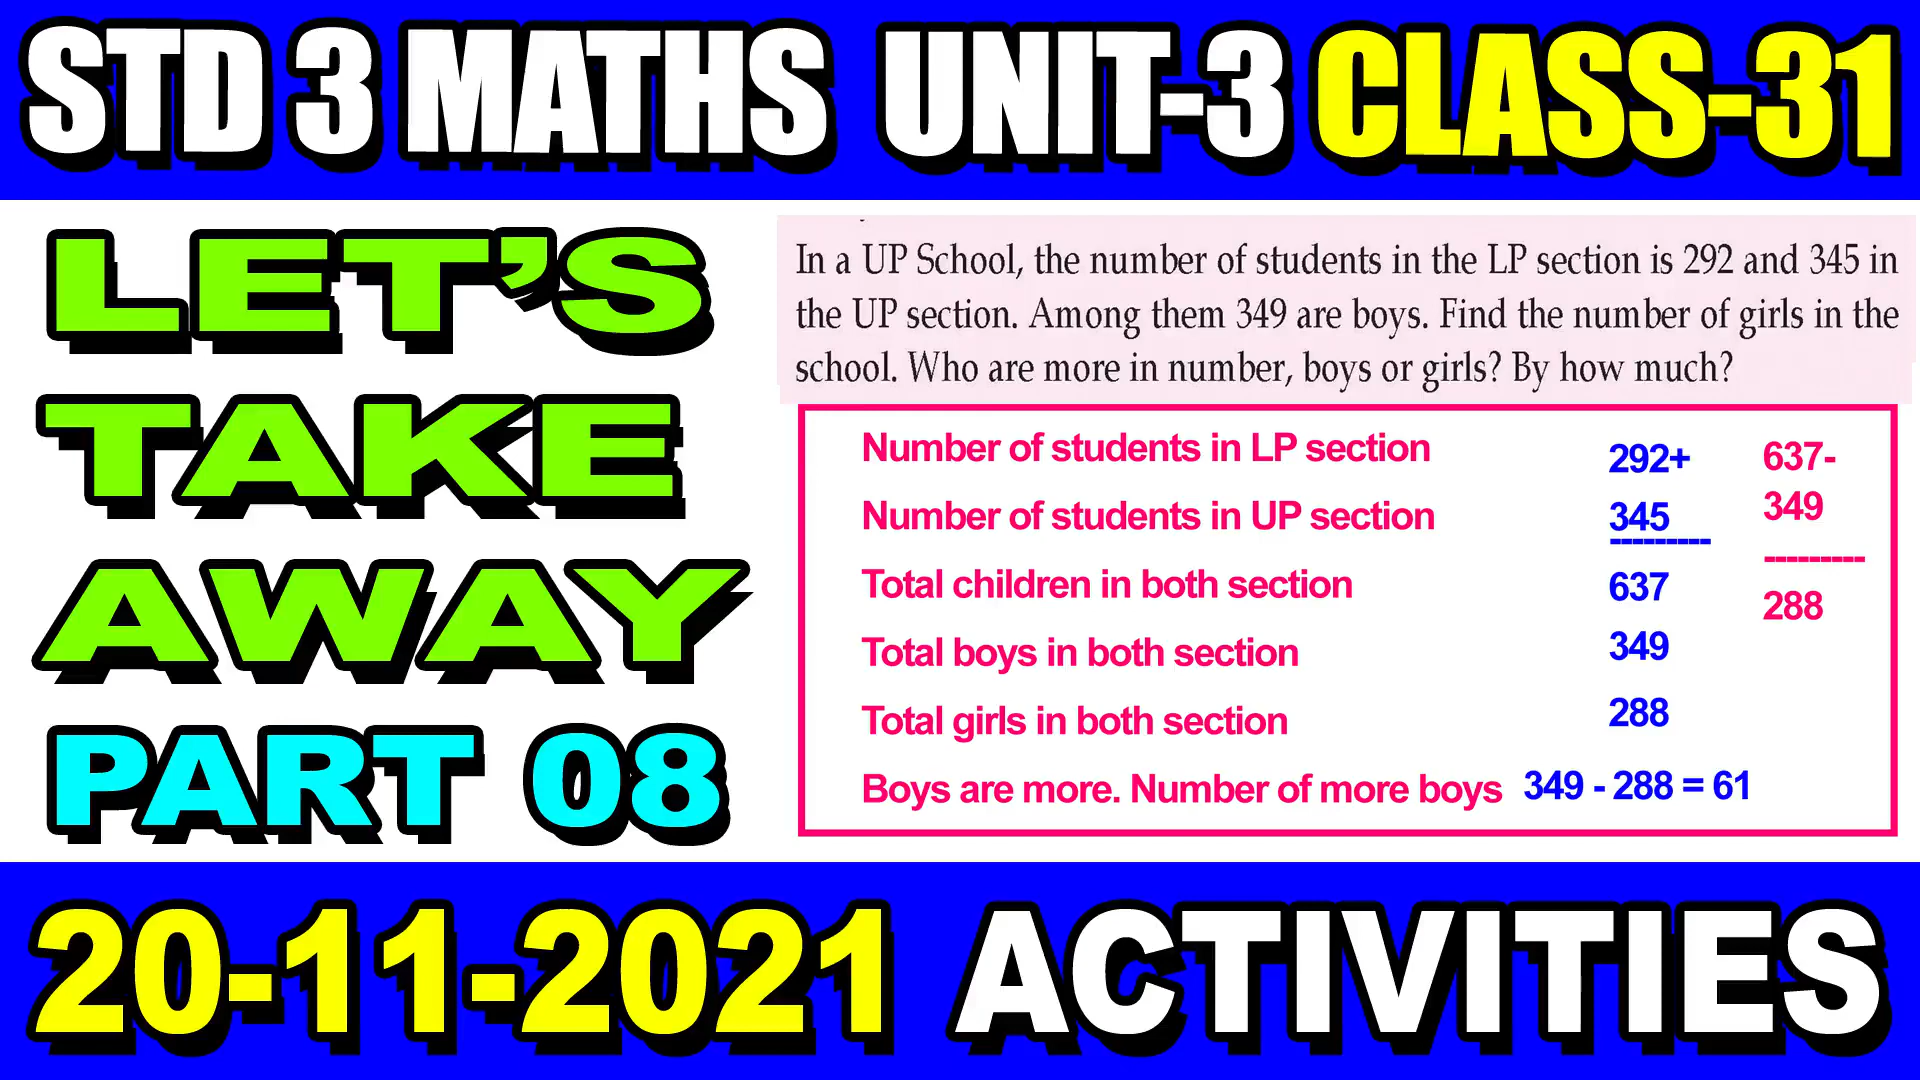 STD 3 MATHS UNIT-3 CLASS-31
LET'S
TAKE
AWAY
PART 08
In a UP School, the number of students in the LP section is 292 and 345 in
the UP section. Among them 349 are boys. Find the number of girls in the
school. Who are more in number, boys or girls? By how much?
Number of students in LP section 292+ 637-
Number of students in UP section 345 349
--------- ---------
Total children in both section 637 288
Total boys in both section 349
Total girls in both section 288
Boys are more. Number of more boys 349 - 288 = 61
20-11-2021 ACTIVITIES